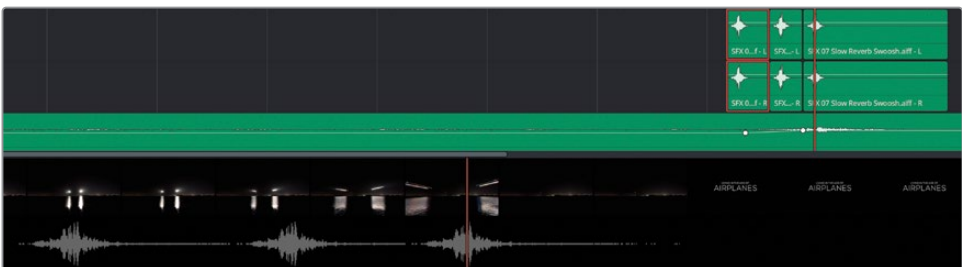 SFX 0...f - L SFX...- L SFX 07 Slow Reverb Swoosh.aiff - L
SFX 0...f - R SFX...- R SFX 07 Slow Reverb Swoosh.aiff - R
AIRPLANES AIRPLANES AIRPLANES